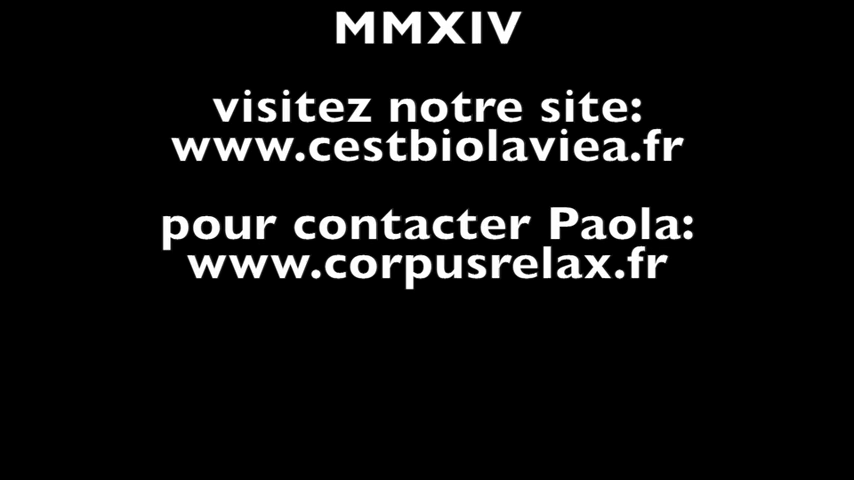 MMXIV
visitez notre site:
www.cestbiolaviea.fr
pour contacter Paola:
www.corpusrelax.fr